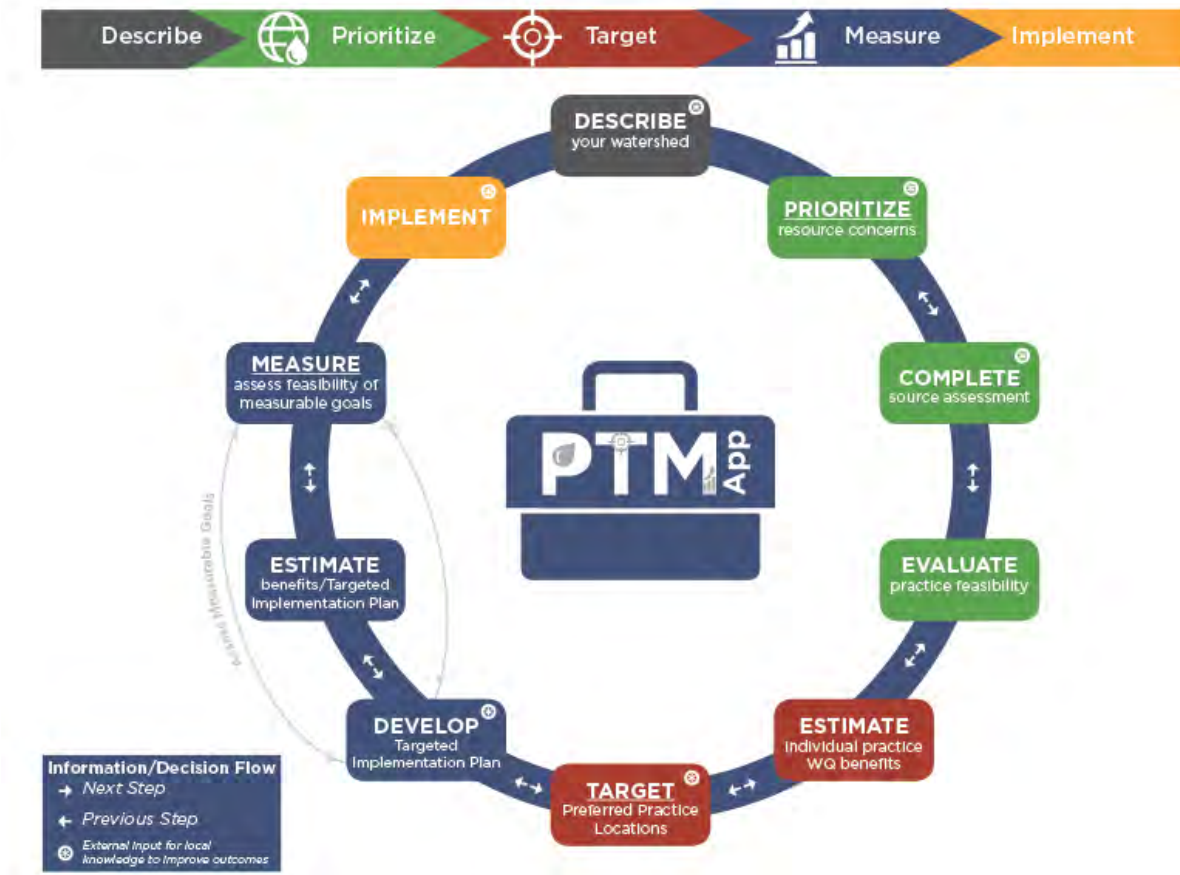 Describe
Prioritize
Target
Measure
Implement
DESCRIBE
your watershed
PRIORITIZE
resource concerns
COMPLETE
source assessment
EVALUATE
practice feasibility
ESTIMATE
individual practice
WQ benefits
TARGET
Preferred Practice
Locations
DEVELOP
Targeted
Implementation Plan
ESTIMATE
benefits/Targeted
Implementation Plan
MEASURE
assess feasibility of
measurable goals
IMPLEMENT
Measurable Goals
PTM
App
Information/Decision Flow
Next Step
Previous Step
External input for local
knowledge to improve outcomes